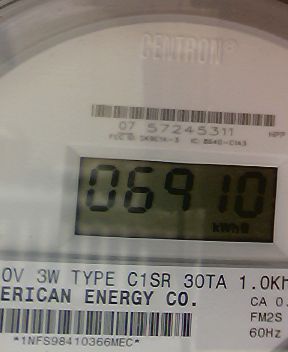 CENTRON®
07 57245311
HPP
06910
kWh
0V 3W TYPE C1SR 30TA 1.0Kh
ERICAN ENERGY CO.
CA 0.
FM2S
60Hz
*1NFS98410366MEC*